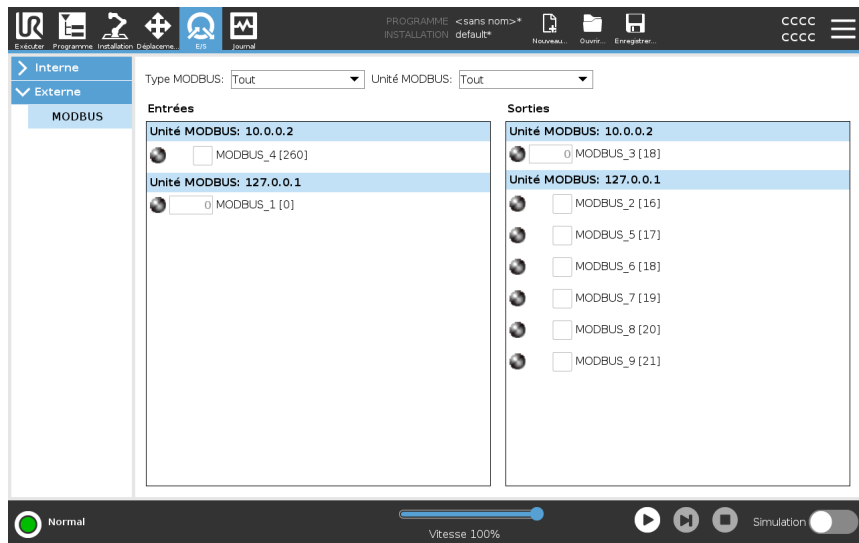 UR
PROGRAMME <sans nom>*
INSTALLATION default*
CCCC
CCCC
Exécuter Programme Installation Déplaceme... E/S Journal Nouveau... Ouvrir... Enregistrer...
Interne
Externe
MODBUS
Type MODBUS: Tout Unité MODBUS: Tout
Entrées
Unité MODBUS: 10.0.0.2
MODBUS_4 [260]
Unité MODBUS: 127.0.0.1
0 MODBUS_1 [0]
Sorties
Unité MODBUS: 10.0.0.2
0 MODBUS_3 [18]
Unité MODBUS: 127.0.0.1
MODBUS_2 [16]
MODBUS_5 [17]
MODBUS_6 [18]
MODBUS_7 [19]
MODBUS_8 [20]
MODBUS_9 [21]
Normal
Vitesse 100%
Simulation